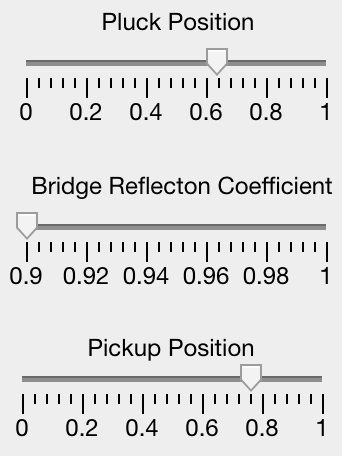 Pluck Position
0 0.2 0.4 0.6 0.8 1
Bridge Reflecton Coefficient
0.9 0.92 0.94 0.96 0.98 1
Pickup Position
0 0.2 0.4 0.6 0.8 1